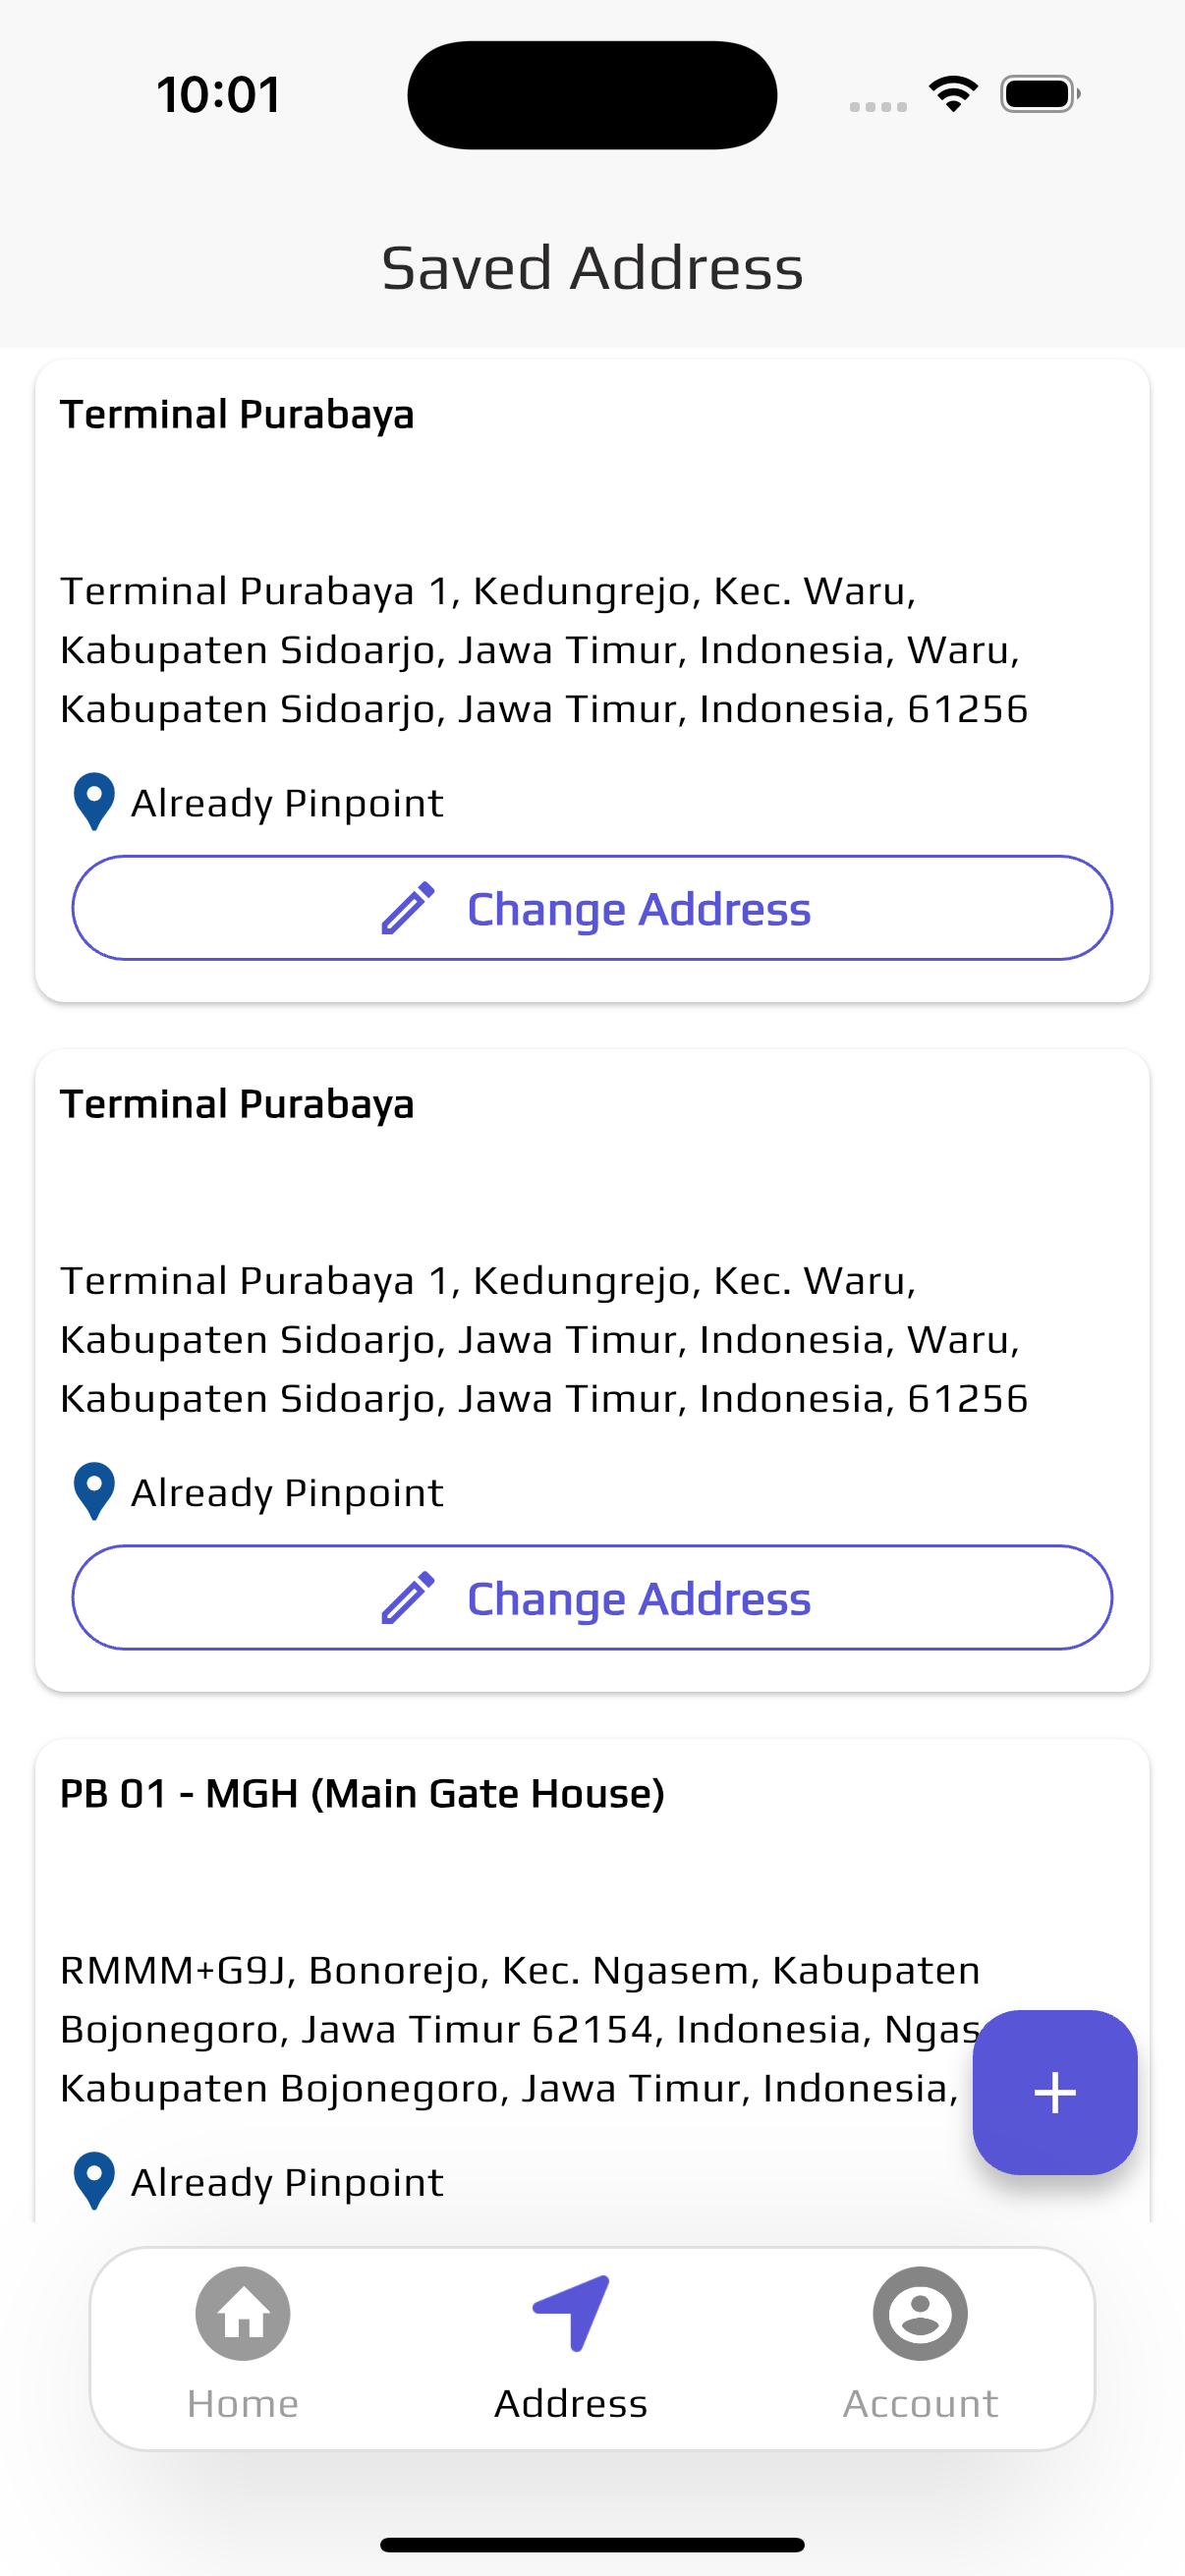 10:01
Saved Address
Terminal Purabaya
Terminal Purabaya 1, Kedungrejo, Kec. Waru,
Kabupaten Sidoarjo, Jawa Timur, Indonesia, Waru,
Kabupaten Sidoarjo, Jawa Timur, Indonesia, 61256
Already Pinpoint
Change Address
Terminal Purabaya
Terminal Purabaya 1, Kedungrejo, Kec. Waru,
Kabupaten Sidoarjo, Jawa Timur, Indonesia, Waru,
Kabupaten Sidoarjo, Jawa Timur, Indonesia, 61256
Already Pinpoint
Change Address
PB 01 - MGH (Main Gate House)
RMMM+G9J, Bonorejo, Kec. Ngasem, Kabupaten
Bojonegoro, Jawa Timur 62154, Indonesia,
Kabupaten Bojonegoro, Jawa Timur, Indonesia,
Already Pinpoint
Home
Address
Account